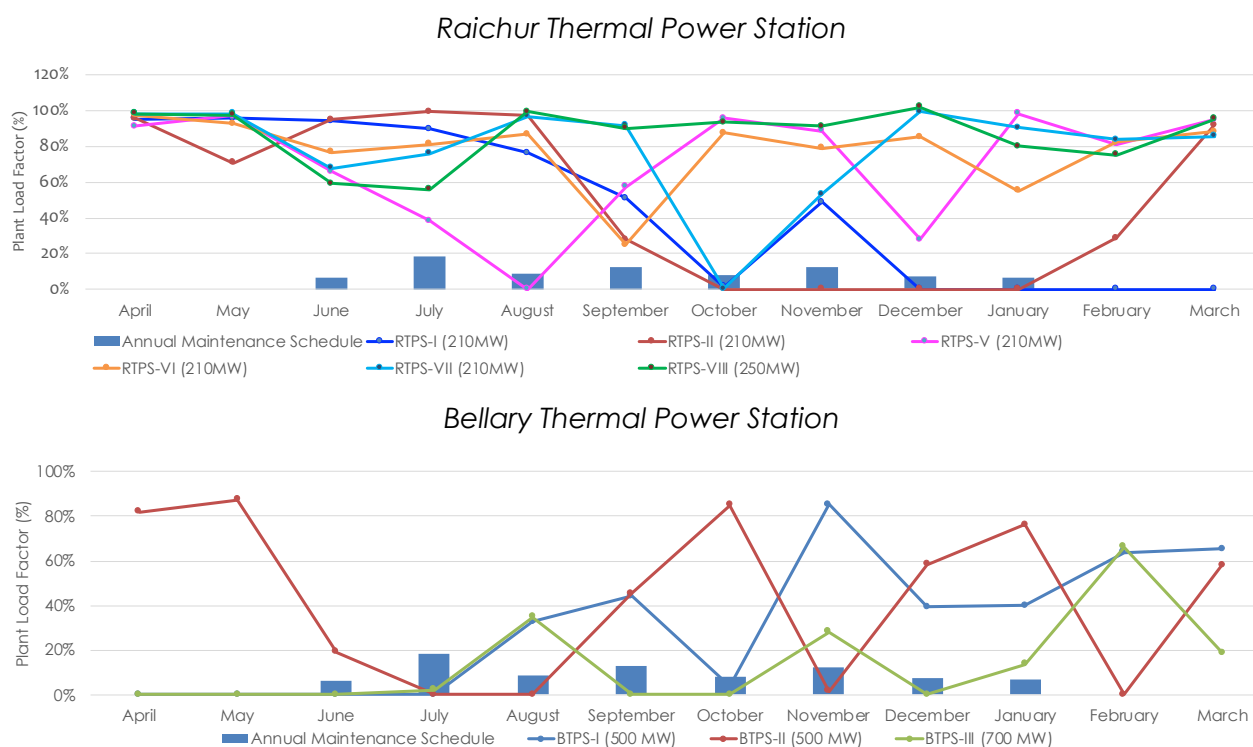 Raichur Thermal Power Station
Plant Load Factor (%)
120%
100%
80%
60%
40%
20%
0%
April May June July August September October November December January February March
Annual Maintenance Schedule RTPS-I (210MW) RTPS-II (210MW) RTPS-V (210MW)
RTPS-VI (210MW) RTPS-VII (210MW) RTPS-VIII (250MW)
Bellary Thermal Power Station
Plant Load Factor (%)
100%
80%
60%
40%
20%
0%
April May June July August September October November December January February March
Annual Maintenance Schedule BTPS-I (500 MW) BTPS-II (500 MW) BTPS-III (700 MW)